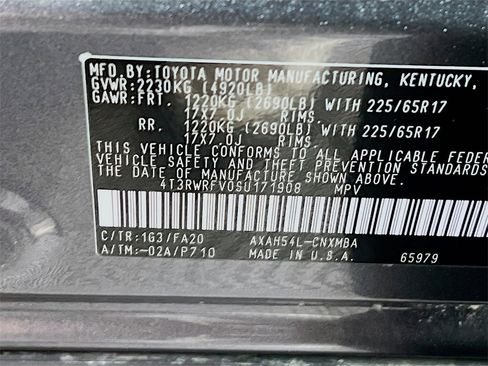 MFD.BY:TOYOTA MOTOR MANUFACTURING, KENTUCKY,
GVWR:2230KG (4920LB)
GAWR:FRT. 1220KG (2690LB) WITH 225/65R17
17X7.0J RIMS.
RR. 1220KG (2690LB) WITH 225/65R17
17X7.0J RIMS.
THIS VEHICLE CONFORMS TO ALL APPLICABLE FEDER
VEHICLE SAFETY AND THEFT PREVENTION STANDARDS
THE DATE OF MANUFACTURE SHOWN ABOVE.
4T3RWRFV0SU171908 MPV
C/TR:1G3/FA20 AXAH54L-CNXMBA
A/TM:-02A/P710 MADE IN U.S.A. 65979